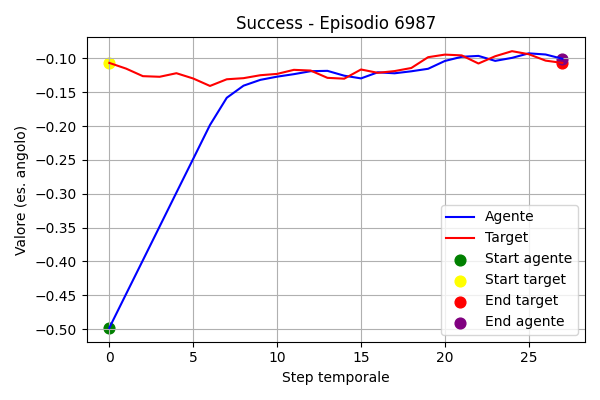 Success - Episodio 6987
Valore (es. angolo)
−0.10
−0.15
−0.20
−0.25
−0.30
−0.35
−0.40
−0.45
−0.50
Agente
Target
Start agente
Start target
End target
End agente
0 5 10 15 20 25
Step temporale